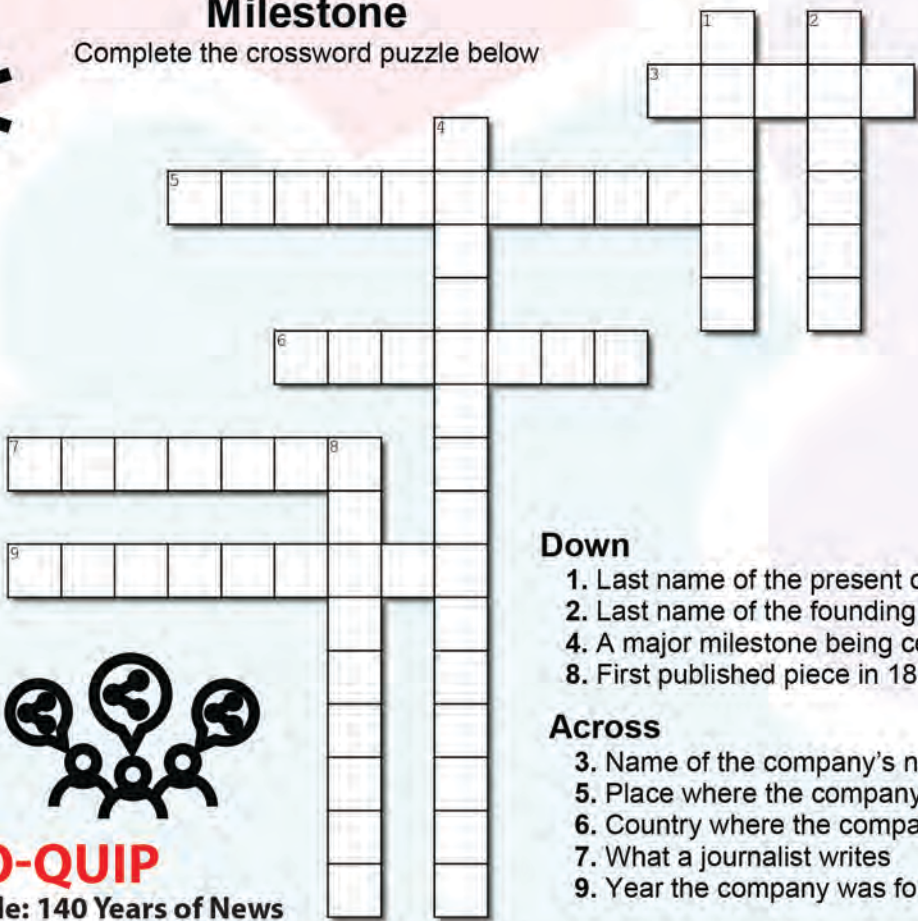 Milestone
Complete the crossword puzzle below
1
2
3
4
5
6
7
8
9
Down
1. Last name of the present
2. Last name of the founding
4. A major milestone being
8. First published piece in 18
Across
3. Name of the company's
5. Place where the company
6. Country where the
7. What a journalist writes
9. Year the company was
-QUIP
140 Years of News